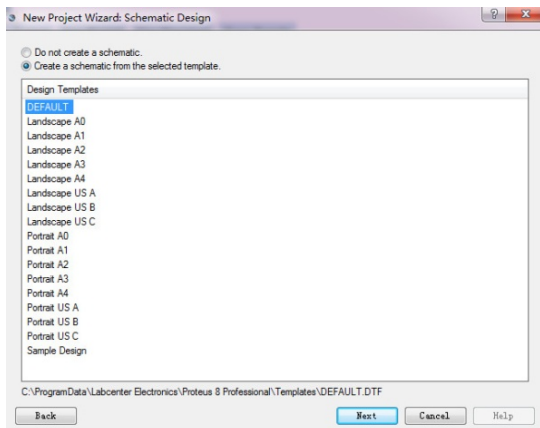 New Project Wizard: Schematic Design
Do not create a schematic.
Create a schematic from the selected template.
Design Templates
DEFAULT
Landscape A0
Landscape A1
Landscape A2
Landscape A3
Landscape A4
Landscape US A
Landscape US B
Landscape US C
Portrait A0
Portrait A1
Portrait A2
Portrait A3
Portrait A4
Portrait US A
Portrait US B
Portrait US C
Sample Design
C:\ProgramData\Labcenter Electronics\Proteus 8 Professional\Templates\DEFAULT.DTF
Back Next Cancel Help